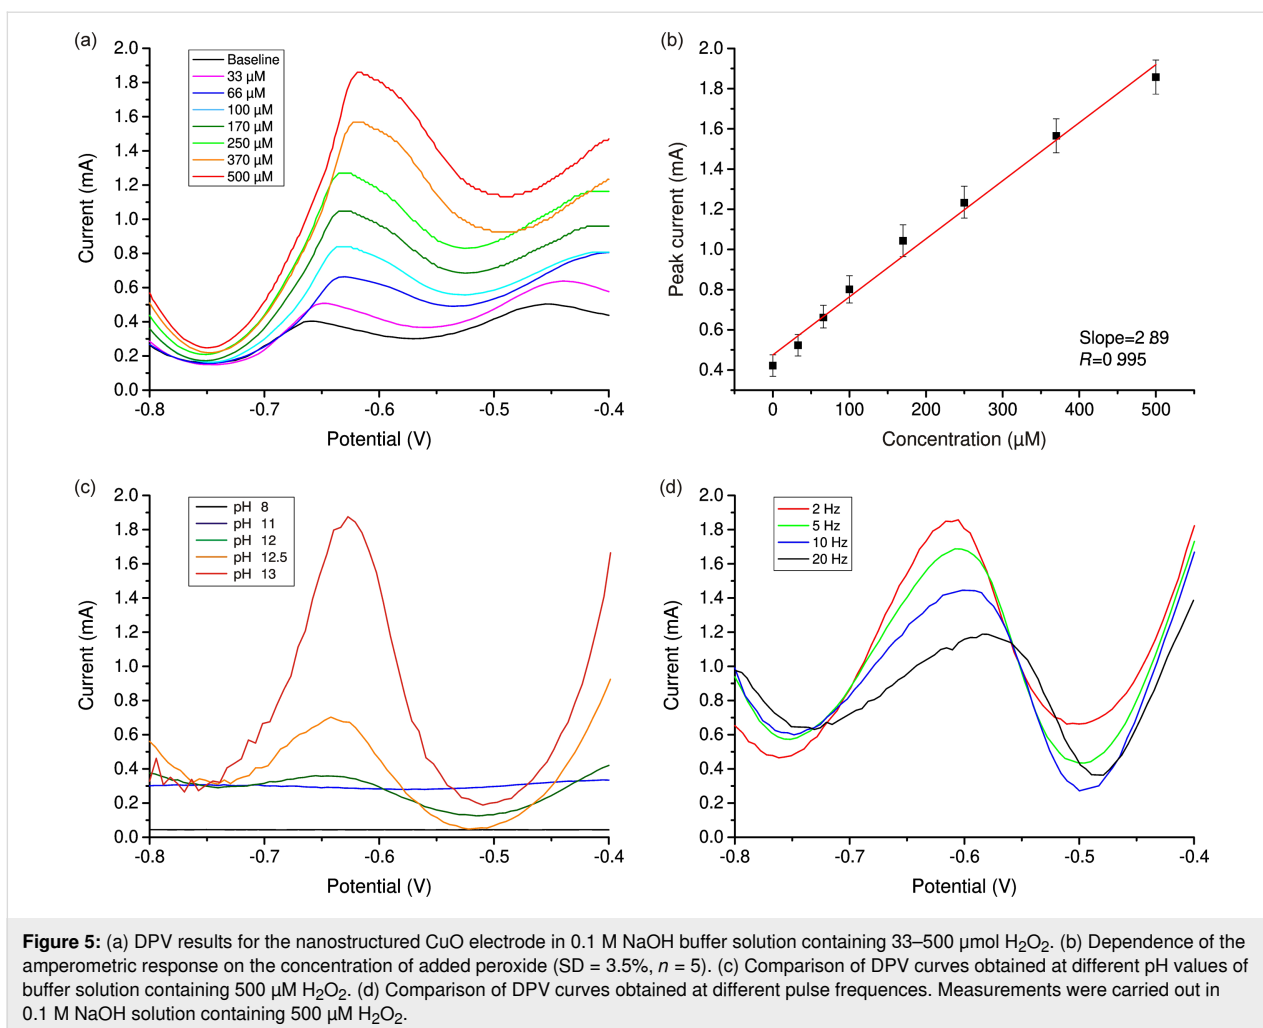 (a)
2.0
1.8
1.6
1.4
1.2
1.0
0.8
0.6
0.4
0.2
0.0
Current (mA)
Baseline
33 µM
66 µM
100 µM
170 µM
250 µM
370 µM
500 µM
-0.8 -0.7 -0.6 -0.5 -0.4
Potential (V)
(b)
2.0
1.8
1.6
1.4
1.2
1.0
0.8
0.6
0.4
Peak current (mA)
Slope=2.89
R=0.995
0 100 200 300 400 500
Concentration (µM)
(c)
2.0
1.8
1.6
1.4
1.2
1.0
0.8
0.6
0.4
0.2
0.0
Current (mA)
pH 8
pH 11
pH 12
pH 12.5
pH 13
-0.8 -0.7 -0.6 -0.5 -0.4
Potential (V)
(d)
2.0
1.8
1.6
1.4
1.2
1.0
0.8
0.6
0.4
0.2
0.0
Current (mA)
2 Hz
5 Hz
10 Hz
20 Hz
-0.8 -0.7 -0.6 -0.5 -0.4
Potential (V)
Figure 5: (a) DPV results for the nanostructured CuO electrode in 0.1 M NaOH buffer solution containing 33–500 µmol H₂O₂. (b) Dependence of the
amperometric response on the concentration of added peroxide (SD = 3.5%, n = 5). (c) Comparison of DPV curves obtained at different pH values of
buffer solution containing 500 µM H₂O₂. (d) Comparison of DPV curves obtained at different pulse frequences. Measurements were carried out in
0.1 M NaOH solution containing 500 µM H₂O₂.